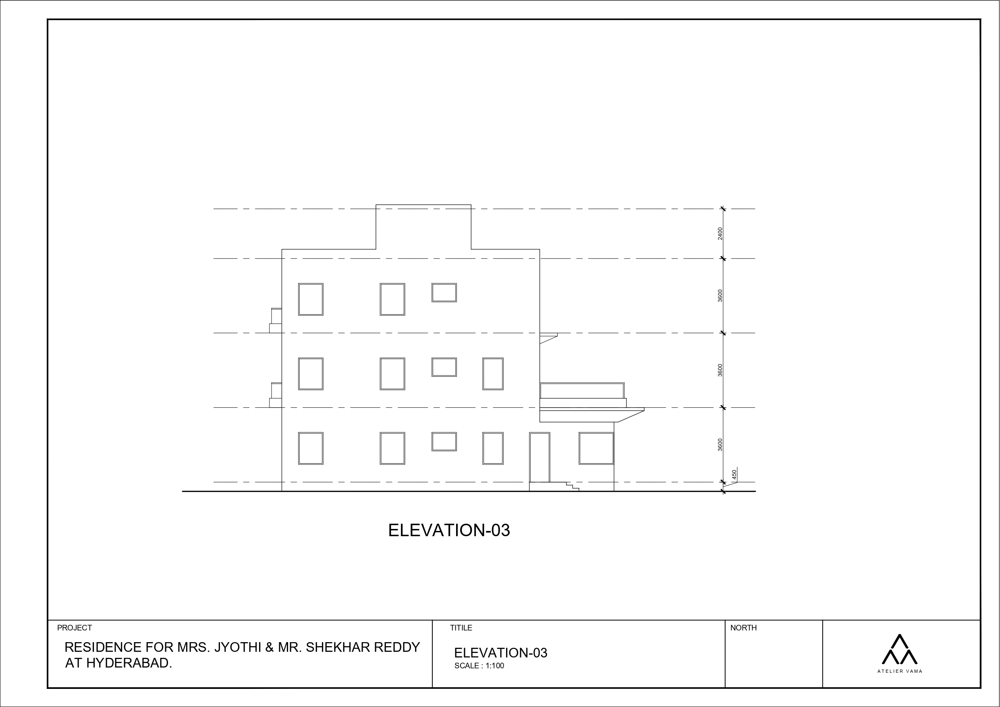 2400
3600
3600
3600
450
ELEVATION-03
PROJECT
RESIDENCE FOR MRS. JYOTHI & MR. SHEKHAR REDDY
AT HYDERABAD.
TITILE
ELEVATION-03
SCALE : 1:100
NORTH
ATELIER VAMA